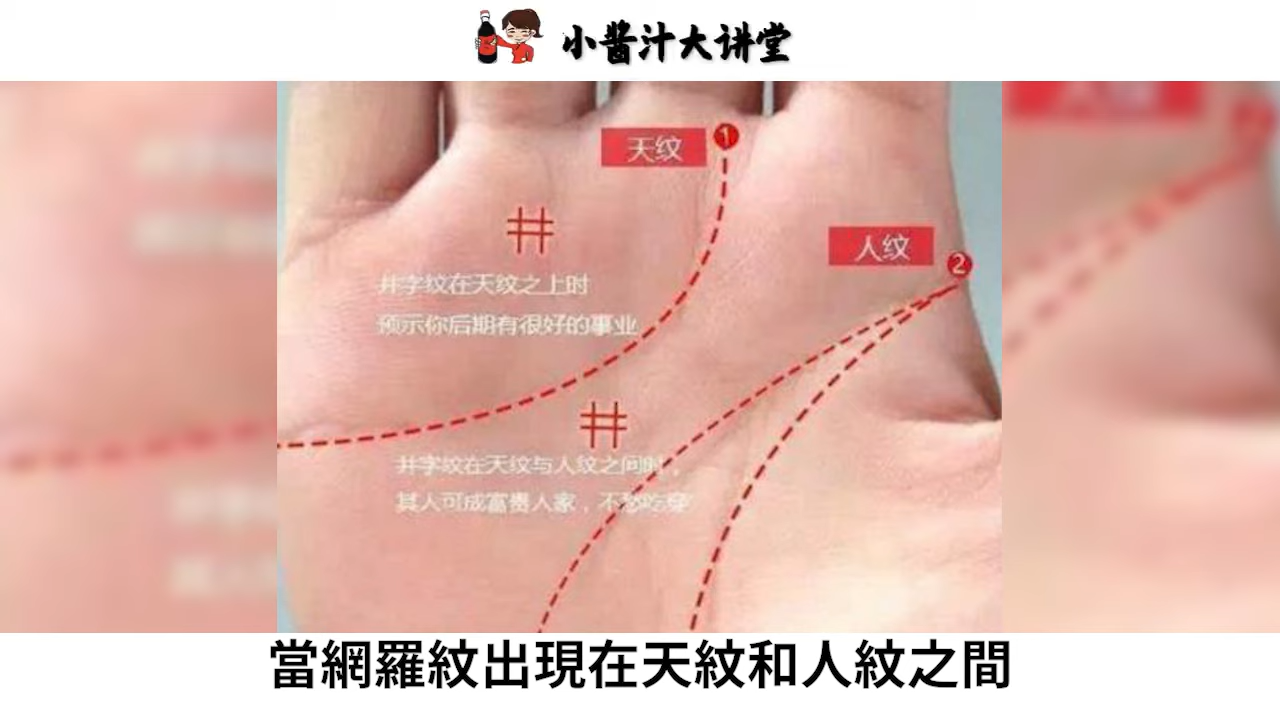 小酱汁大讲堂
天纹
1
人纹
2
井字纹在天纹之上时
预示你后期有很好的事业
井字纹在天纹与人纹之间时，
其人可成富贵人家，不愁吃穿
當網羅紋出現在天紋和人紋之間